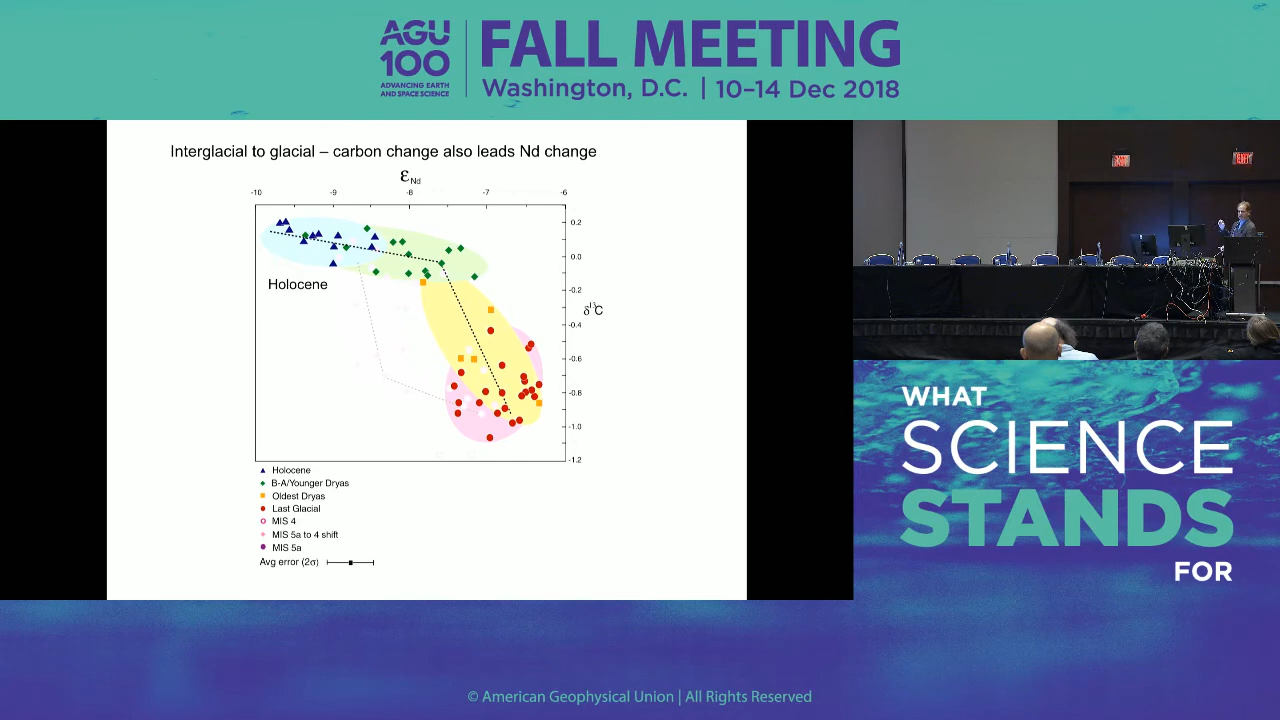 AGU
100
ADVANCING EARTH
AND SPACE SCIENCE
FALL MEETING
Washington, D.C. | 10–14 Dec 2018
Interglacial to glacial – carbon change also leads Nd change
εNd
-10 -9 -8 -7 -6
0.2
0.0
-0.2
δ13C
-0.4
-0.6
-0.8
-1.0
-1.2
Holocene
Holocene
B-A/Younger Dryas
Oldest Dryas
Last Glacial
MIS 4
MIS 5a to 4 shift
MIS 5a
Avg error (2σ)
WHAT
SCIENCE
STANDS
FOR
© American Geophysical Union | All Rights Reserved